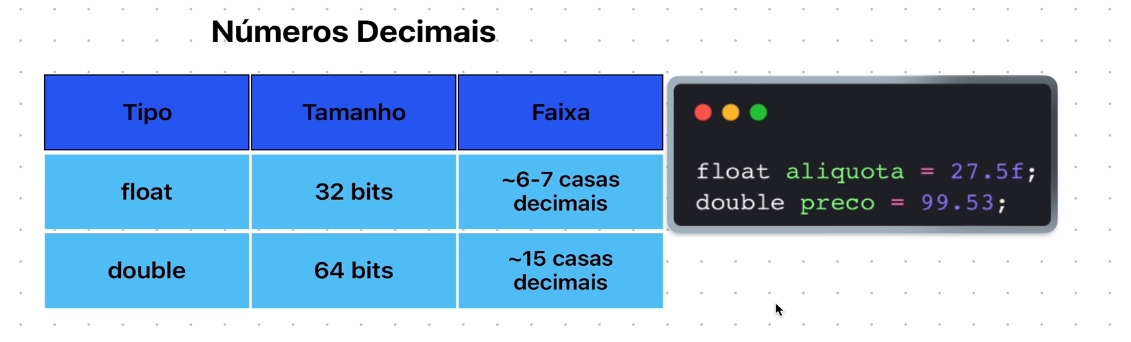 Números Decimais
Tipo
Tamanho
Faixa
float
32 bits
~6-7 casas
decimais
double
64 bits
~15 casas
decimais
float aliquota = 27.5f;
double preco = 99.53;